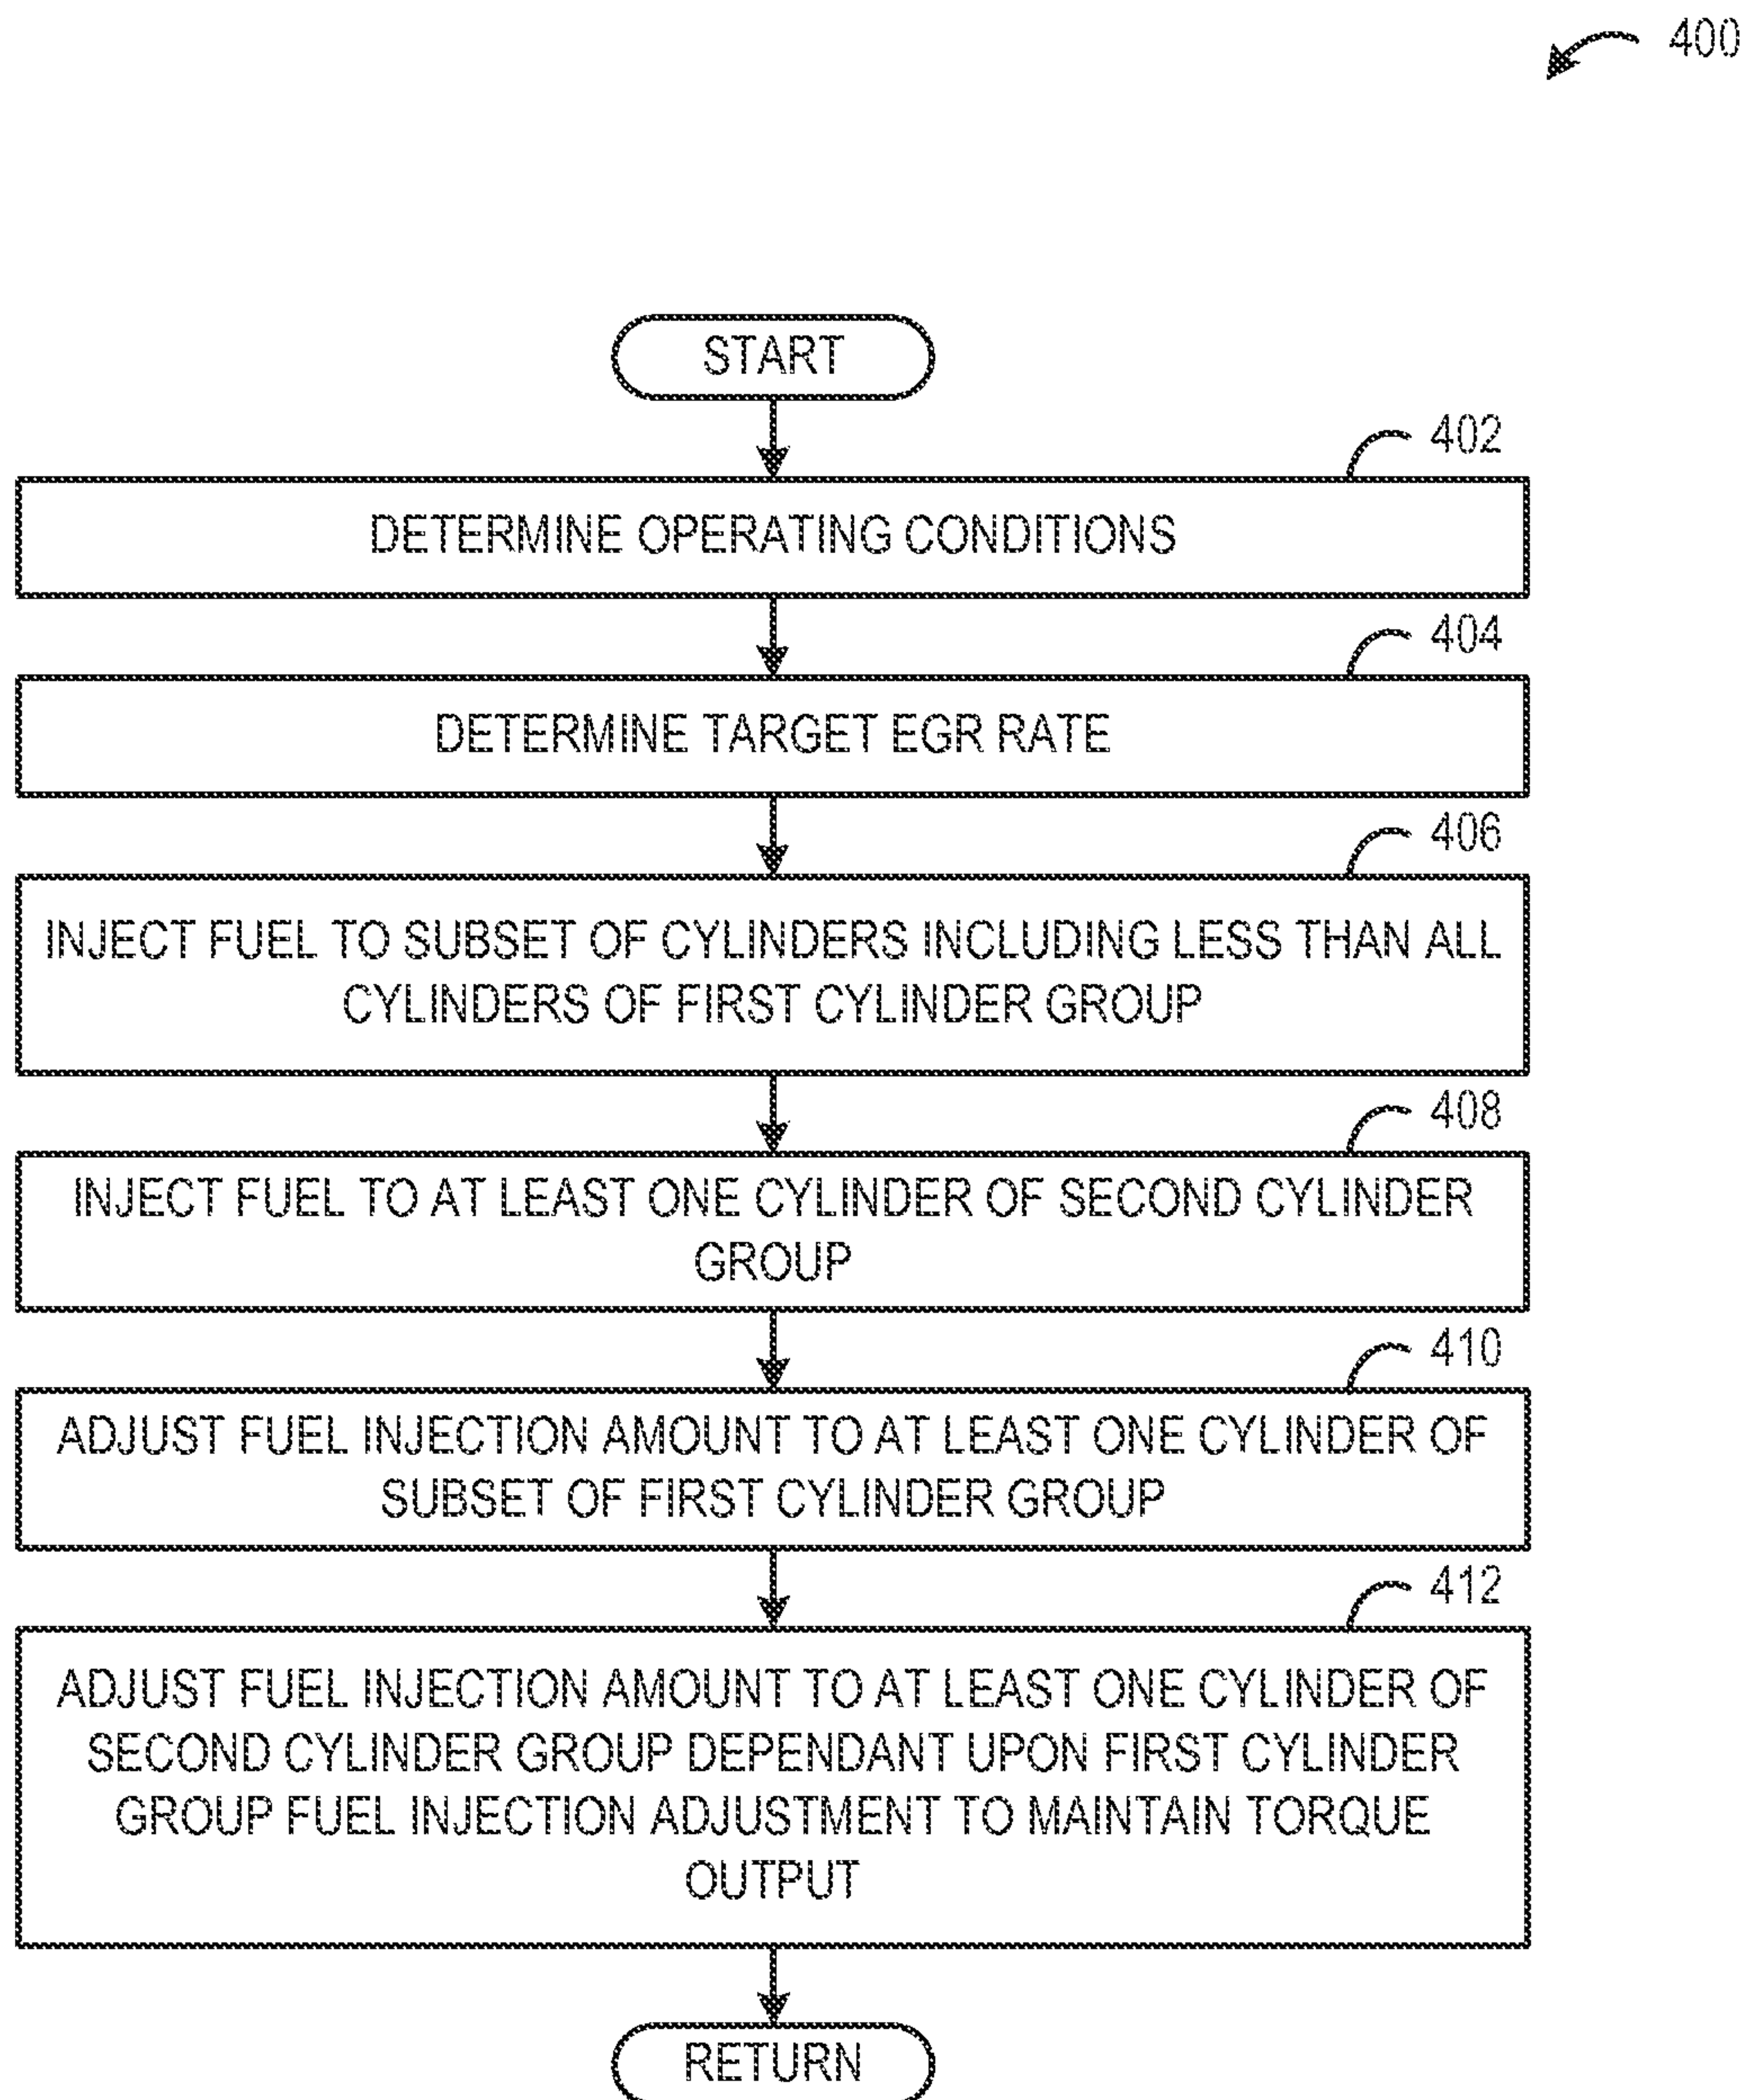 400
START
402
DETERMINE OPERATING CONDITIONS
404
DETERMINE TARGET EGR RATE
406
INJECT FUEL TO SUBSET OF CYLINDERS INCLUDING LESS THAN ALL
CYLINDERS OF FIRST CYLINDER GROUP
408
INJECT FUEL TO AT LEAST ONE CYLINDER OF SECOND CYLINDER
GROUP
410
ADJUST FUEL INJECTION AMOUNT TO AT LEAST ONE CYLINDER OF
SUBSET OF FIRST CYLINDER GROUP
412
ADJUST FUEL INJECTION AMOUNT TO AT LEAST ONE CYLINDER OF
SECOND CYLINDER GROUP DEPENDANT UPON FIRST CYLINDER
GROUP FUEL INJECTION ADJUSTMENT TO MAINTAIN TORQUE
OUTPUT
RETURN